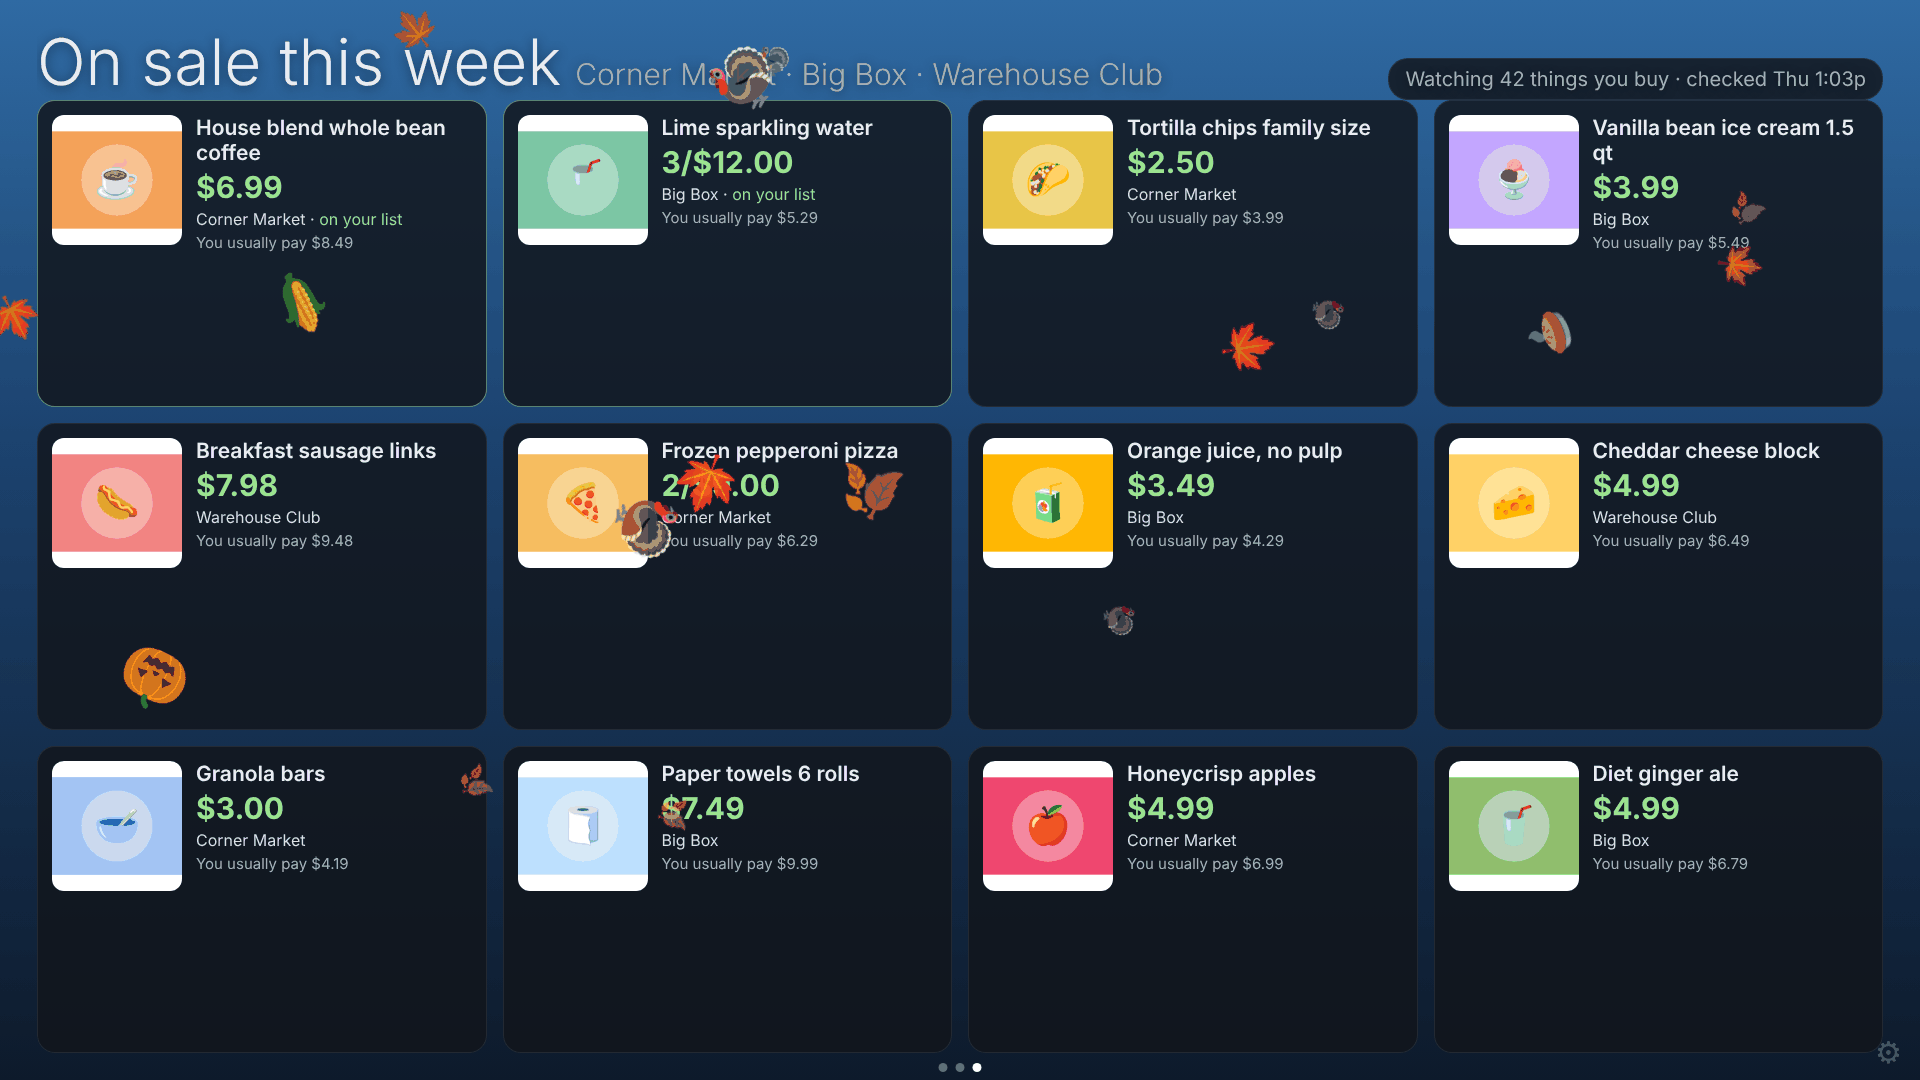 On sale this week Corner M · Big Box · Warehouse Club
Watching 42 things you buy · checked Thu 1:03p
House blend whole bean
coffee
$6.99
Corner Market · on your list
You usually pay $8.49
Lime sparkling water
3/$12.00
Big Box · on your list
You usually pay $5.29
Tortilla chips family size
$2.50
Corner Market
You usually pay $3.99
Vanilla bean ice cream 1.5
qt
$3.99
Big Box
You usually pay $5.49
Breakfast sausage links
$7.98
Warehouse Club
You usually pay $9.48
Frozen pepperoni pizza
Corner Market
You usually pay $6.29
Orange juice, no pulp
$3.49
Big Box
You usually pay $4.29
Cheddar cheese block
$4.99
Warehouse Club
You usually pay $6.49
Granola bars
$3.00
Corner Market
You usually pay $4.19
Paper towels 6 rolls
$7.49
Big Box
You usually pay $9.99
Honeycrisp apples
$4.99
Corner Market
You usually pay $6.99
Diet ginger ale
$4.99
Big Box
You usually pay $6.79